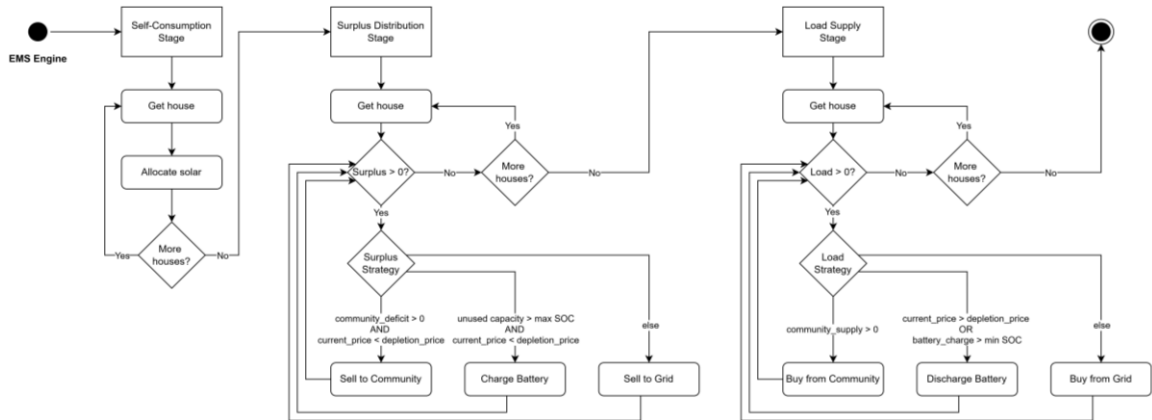 EMS Engine
Self-Consumption
Stage
Get house
Allocate solar
More
houses?
Yes
No
Surplus Distribution
Stage
Get house
Surplus > 0?
No
More
houses?
Yes
No
Yes
Surplus
Strategy
community_deficit > 0
AND
current_price < depletion_price
unused capacity > max SOC
AND
current_price < depletion_price
else
Sell to Community
Charge Battery
Sell to Grid
Load Supply
Stage
Get house
Load > 0?
No
More
houses?
Yes
No
Yes
Load
Strategy
community_supply > 0
current_price > depletion_price
OR
battery_charge > min SOC
else
Buy from Community
Discharge Battery
Buy from Grid